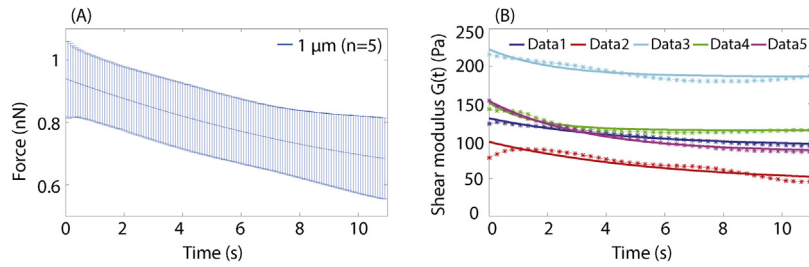 (A)
1 μm (n=5)
1
0.8
0.6
Force (nN)
0 2 4 6 8 10
Time (s)
(B)
Data1 Data2 Data3 Data4 Data5
250
200
150
100
50
0
Shear modulus G(t) (Pa)
0 2 4 6 8 10
Time (s)